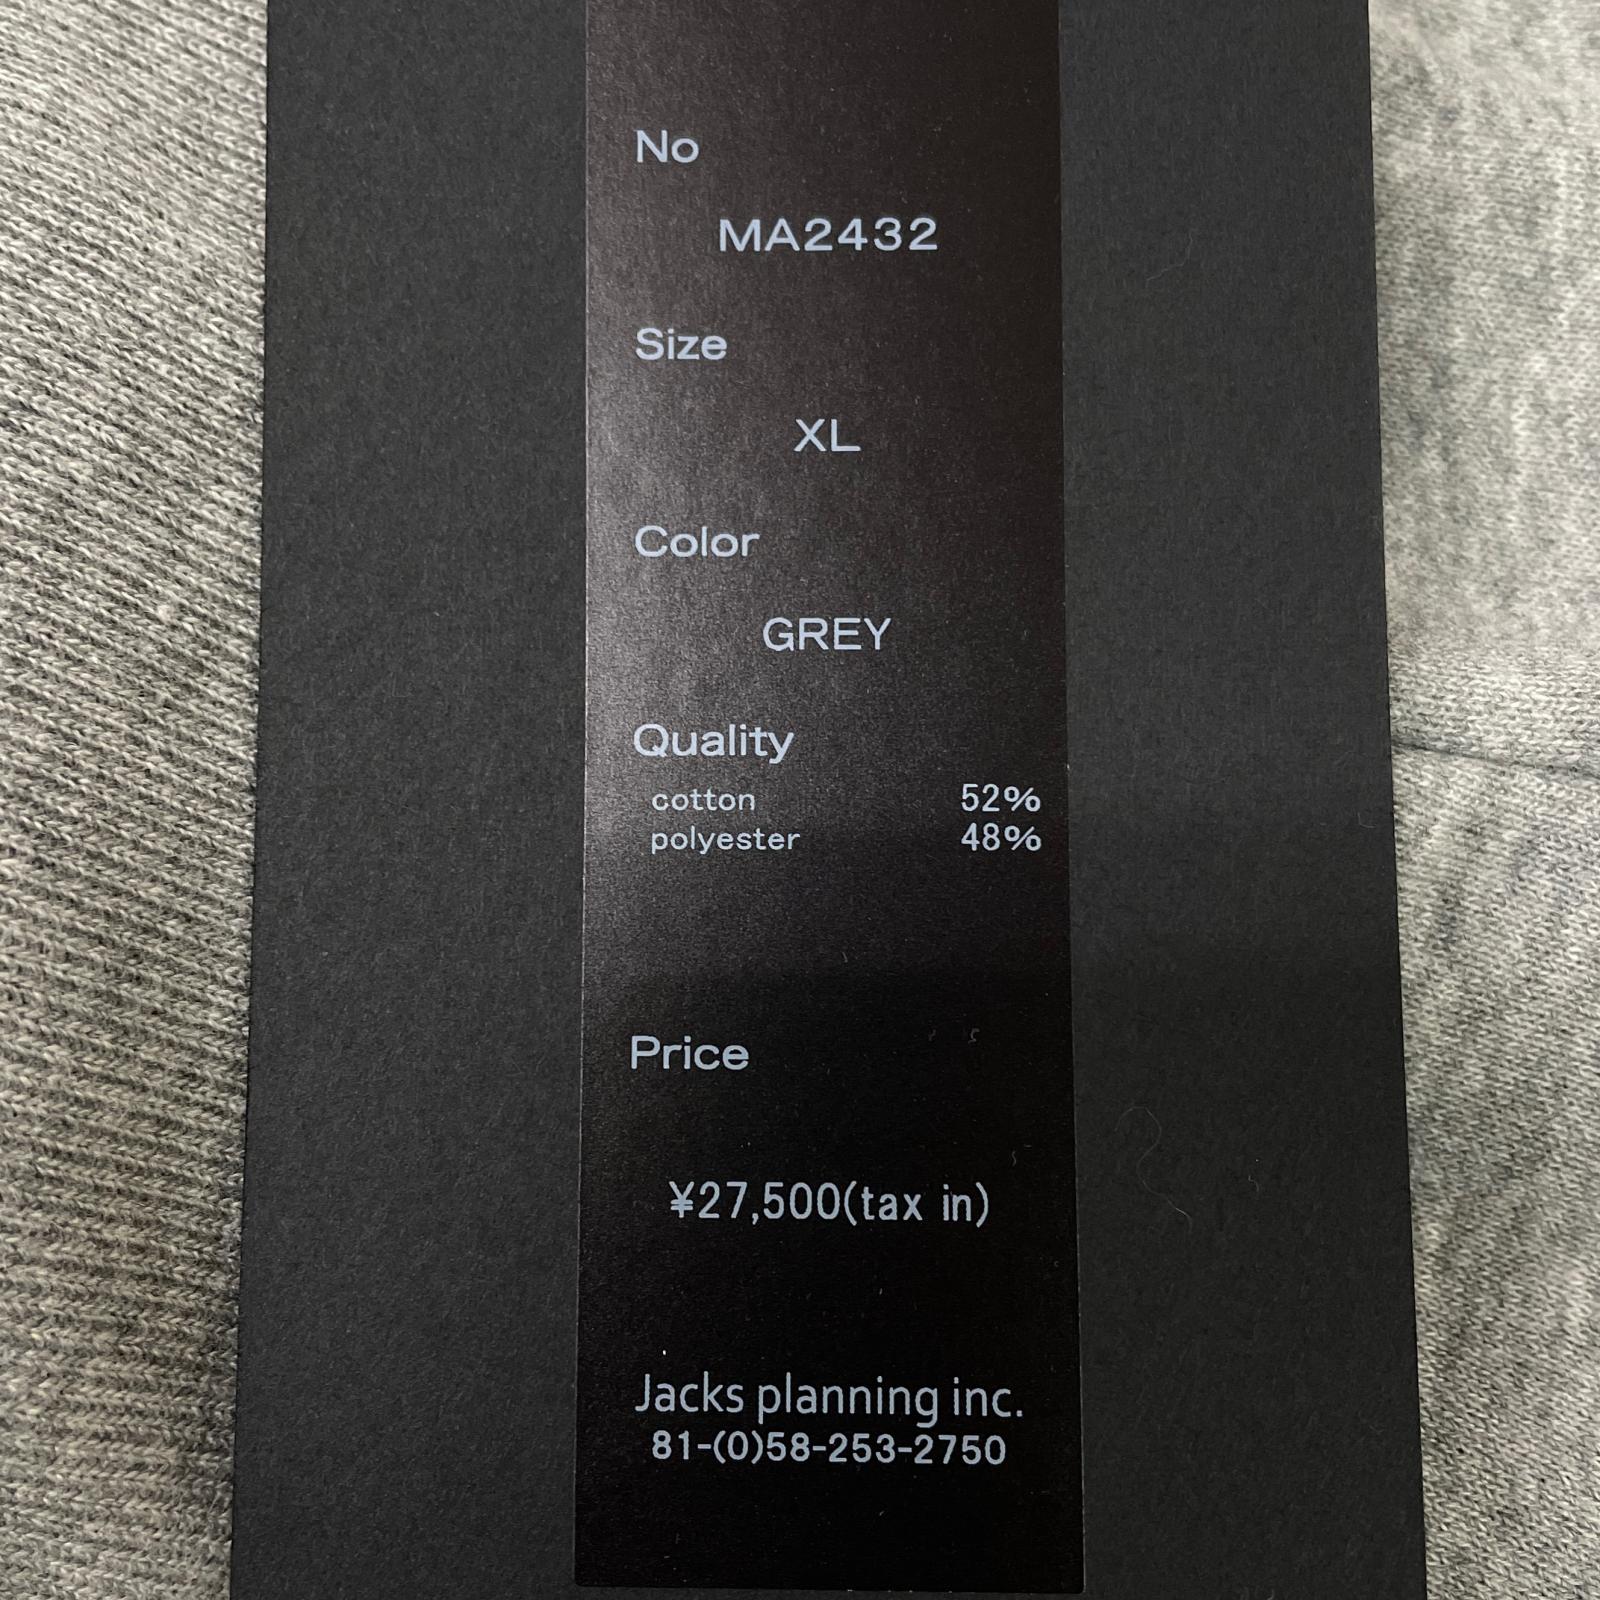 No
MA2432
Size
XL
Color
GREY
Quality
cotton 52%
polyester 48%
Price
¥27,500(tax in)
Jacks planning inc.
81-(0)58-253-2750